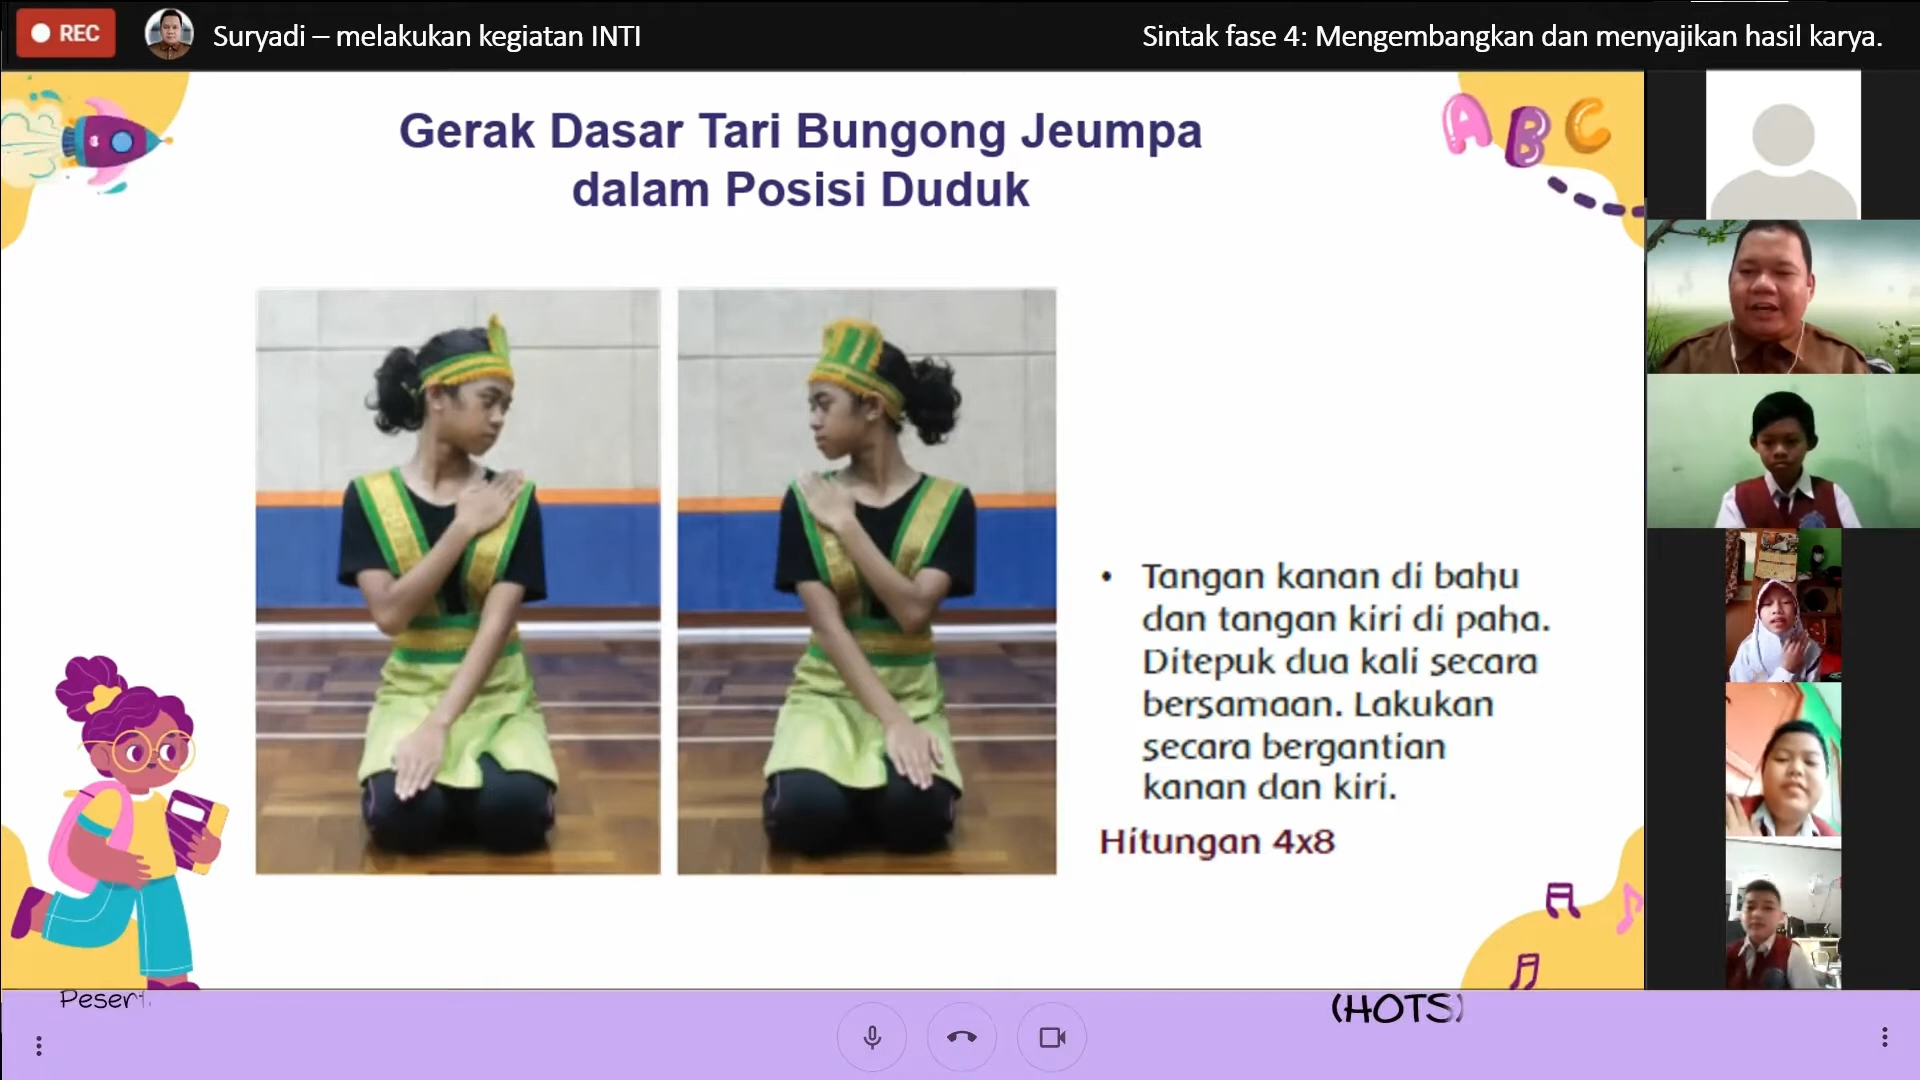 REC
Suryadi – melakukan kegiatan INTI
Sintak fase 4: Mengembangkan dan menyajikan hasil karya.
Gerak Dasar Tari Bungong Jeumpa
dalam Posisi Duduk
A B C
• Tangan kanan di bahu
dan tangan kiri di paha.
Ditepuk dua kali secara
bersamaan. Lakukan
secara bergantian
kanan dan kiri.
Hitungan 4x8
(HOTS)